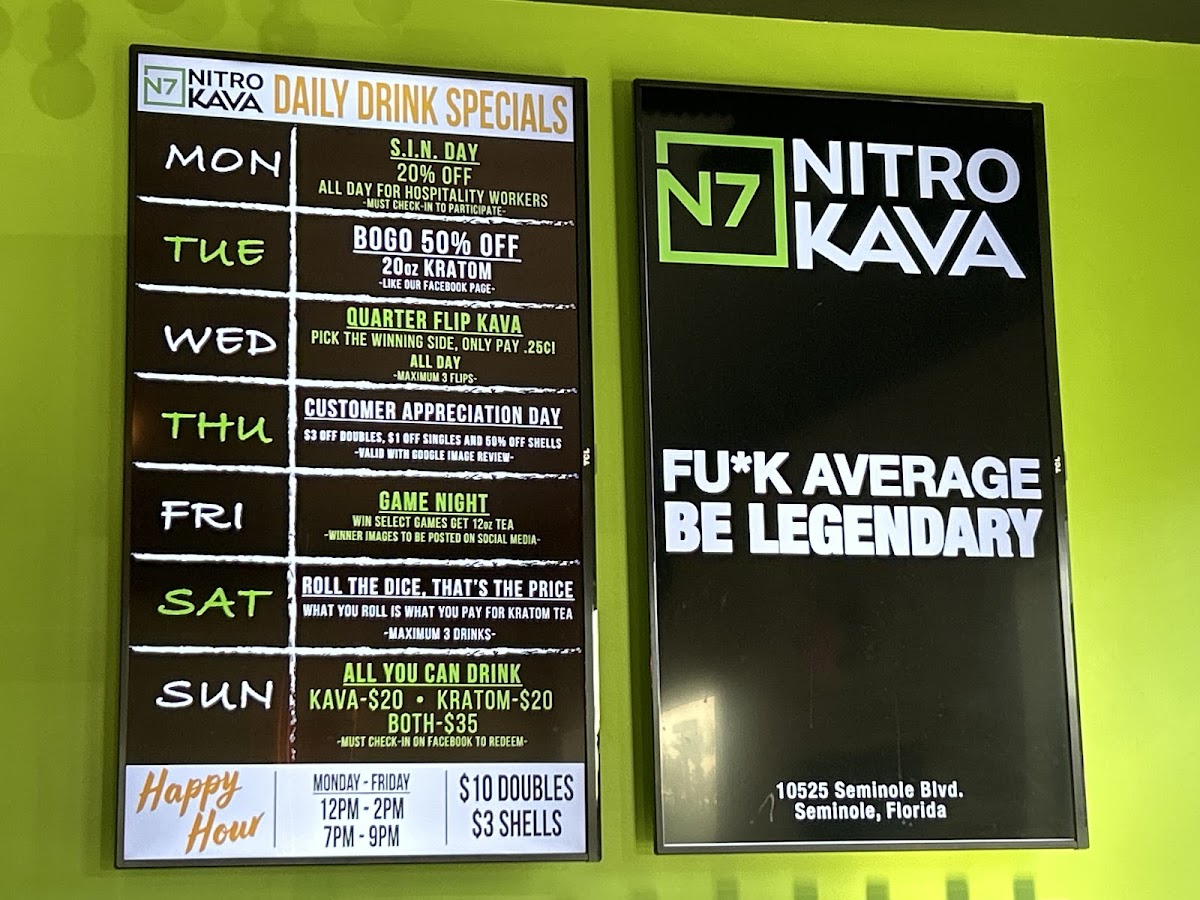 N7 NITRO KAVA DAILY DRINK SPECIALS
MON
S.I.N. DAY
20% OFF
ALL DAY FOR HOSPITALITY WORKERS
-MUST CHECK-IN TO PARTICIPATE-
TUE
BOGO 50% OFF
20oz KRATOM
-LIKE OUR FACEBOOK PAGE-
WED
QUARTER FLIP KAVA
PICK THE WINNING SIDE, ONLY PAY .25C!
ALL DAY
-MAXIMUM 3 FLIPS-
THU
CUSTOMER APPRECIATION DAY
$3 OFF DOUBLES, $1 OFF SINGLES AND 50% OFF SHELLS
-VALID WITH GOOGLE IMAGE REVIEW-
FRI
GAME NIGHT
WIN SELECT GAMES GET 12oz TEA
-WINNER IMAGES TO BE POSTED ON SOCIAL MEDIA-
SAT
ROLL THE DICE, THAT'S THE PRICE
WHAT YOU ROLL IS WHAT YOU PAY FOR KRATOM TEA
-MAXIMUM 3 DRINKS-
SUN
ALL YOU CAN DRINK
KAVA-$20 • KRATOM-$20
BOTH-$35
-MUST CHECK-IN ON FACEBOOK TO REDEEM-
Happy
Hour
MONDAY - FRIDAY
12PM - 2PM
7PM - 9PM
$10 DOUBLES
$3 SHELLS
TCL
N7 NITRO
KAVA
FU*K AVERAGE
BE LEGENDARY
10525 Seminole Blvd.
Seminole, Florida
TCL